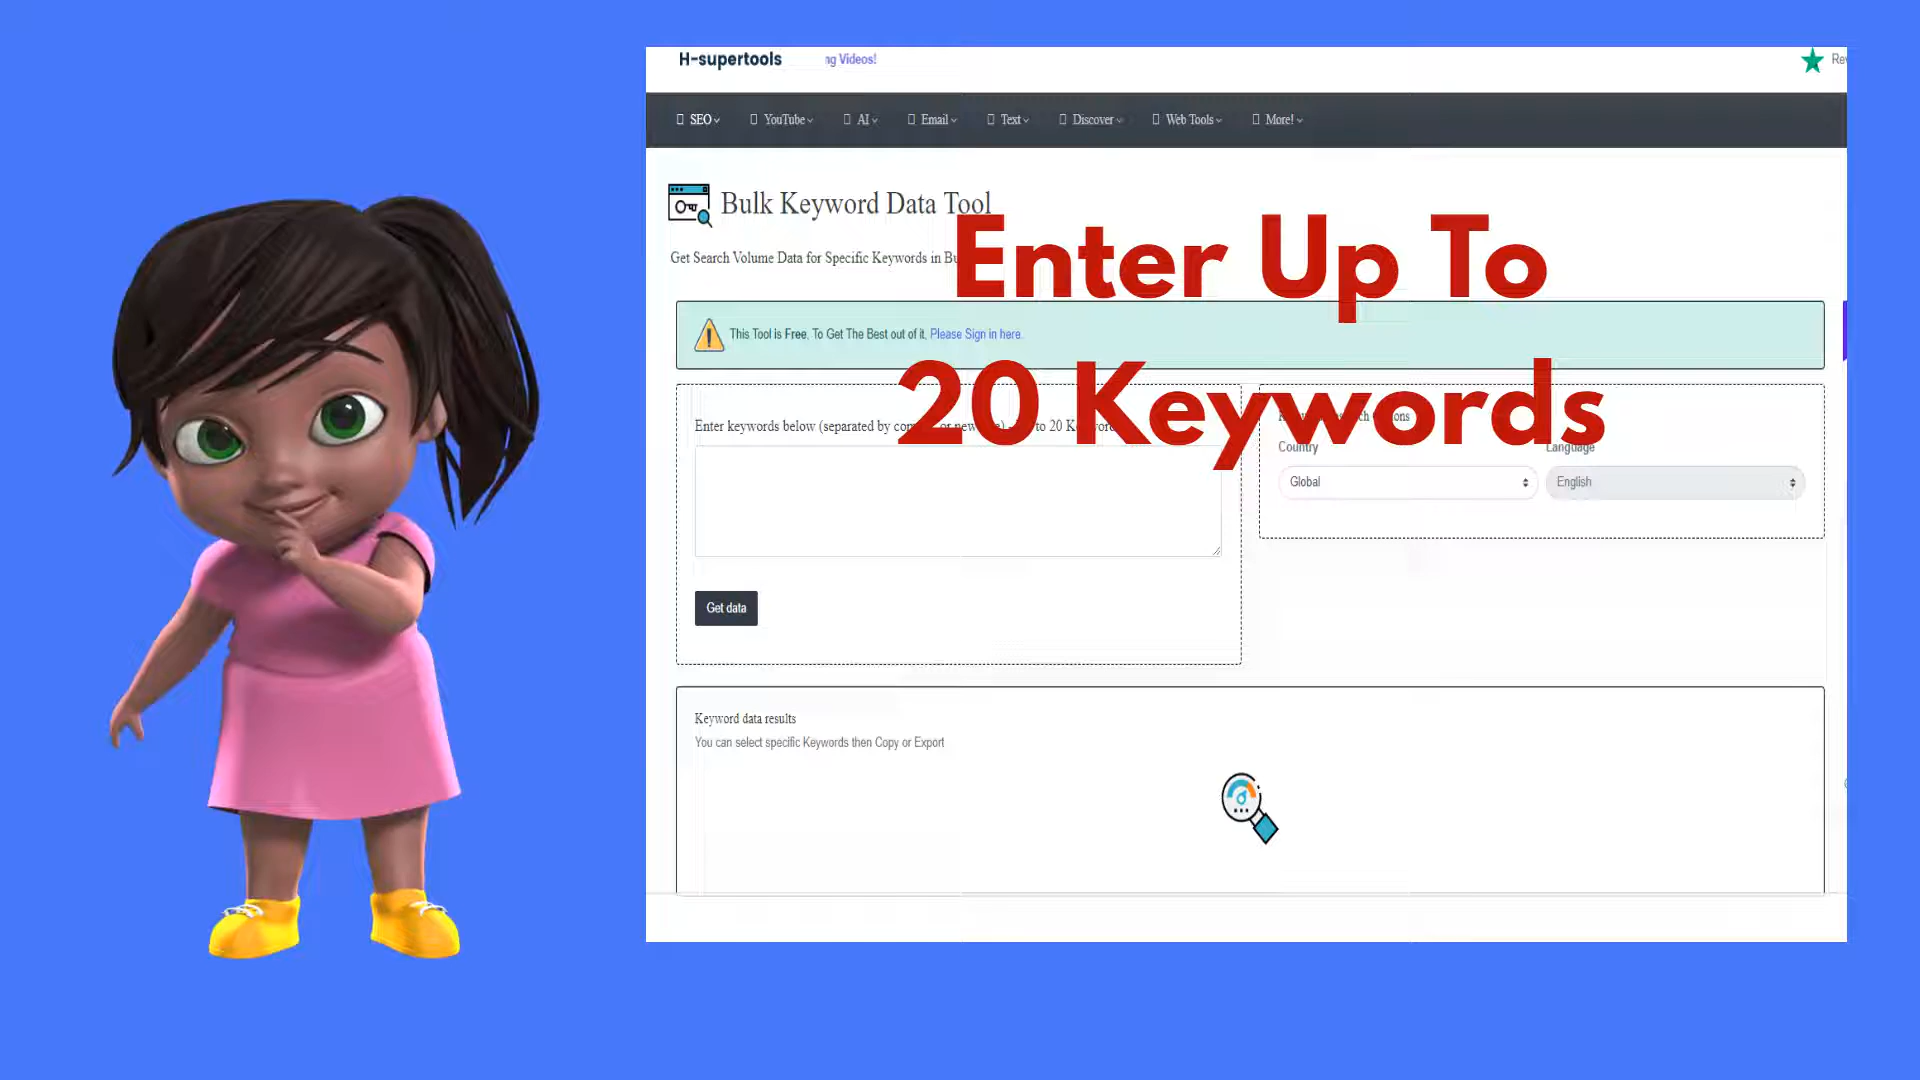 H-supertools
ng Videos!
SEO YouTube AI Email Text Discover Web Tools More!
Bulk Keyword Data Tool
Get Search Volume Data for Specific Keywords in
Enter Up To
This Tool is Free, To Get The Best out of it, Please Sign in here.
20 Keywords
Enter keywords below (separated by
to 20
Country
Language
Global
English
Get data
Keyword data results
You can select specific Keywords then Copy or Export